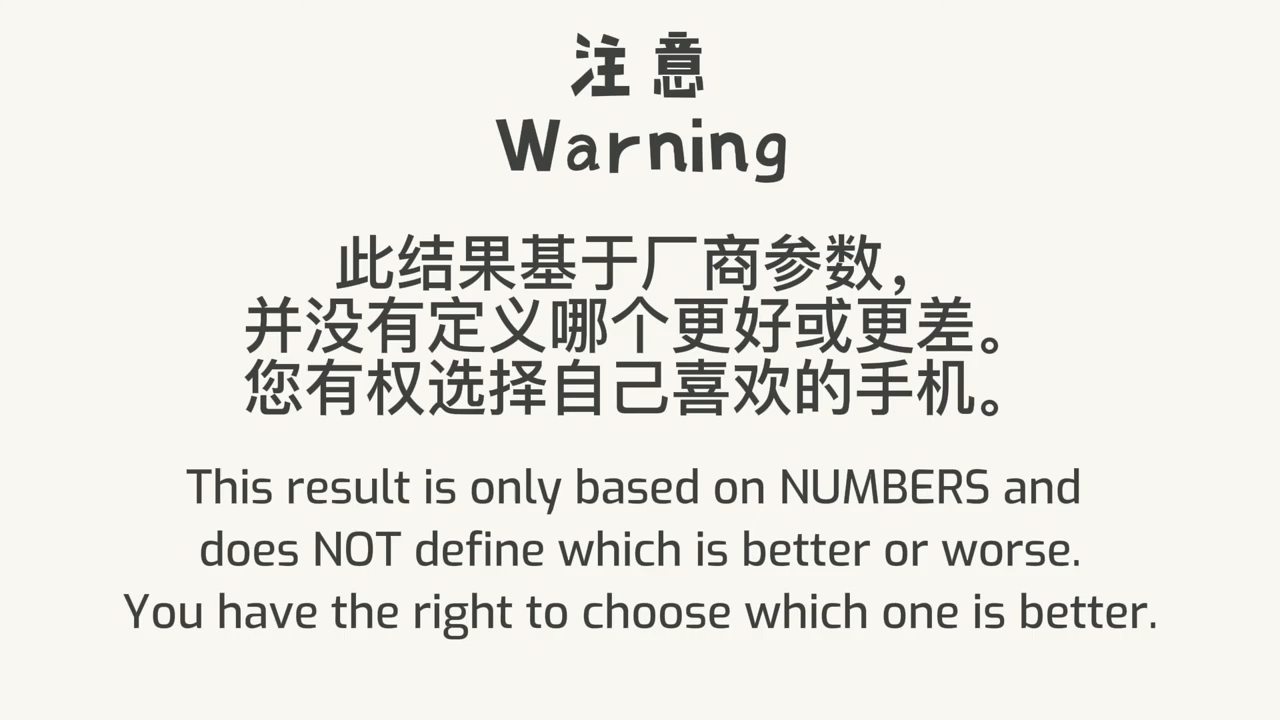 注意
Warning
此结果基于厂商参数，
并没有定义哪个更好或更差。
您有权选择自己喜欢的手机。
This result is only based on NUMBERS and
does NOT define which is better or worse.
You have the right to choose which one is better.